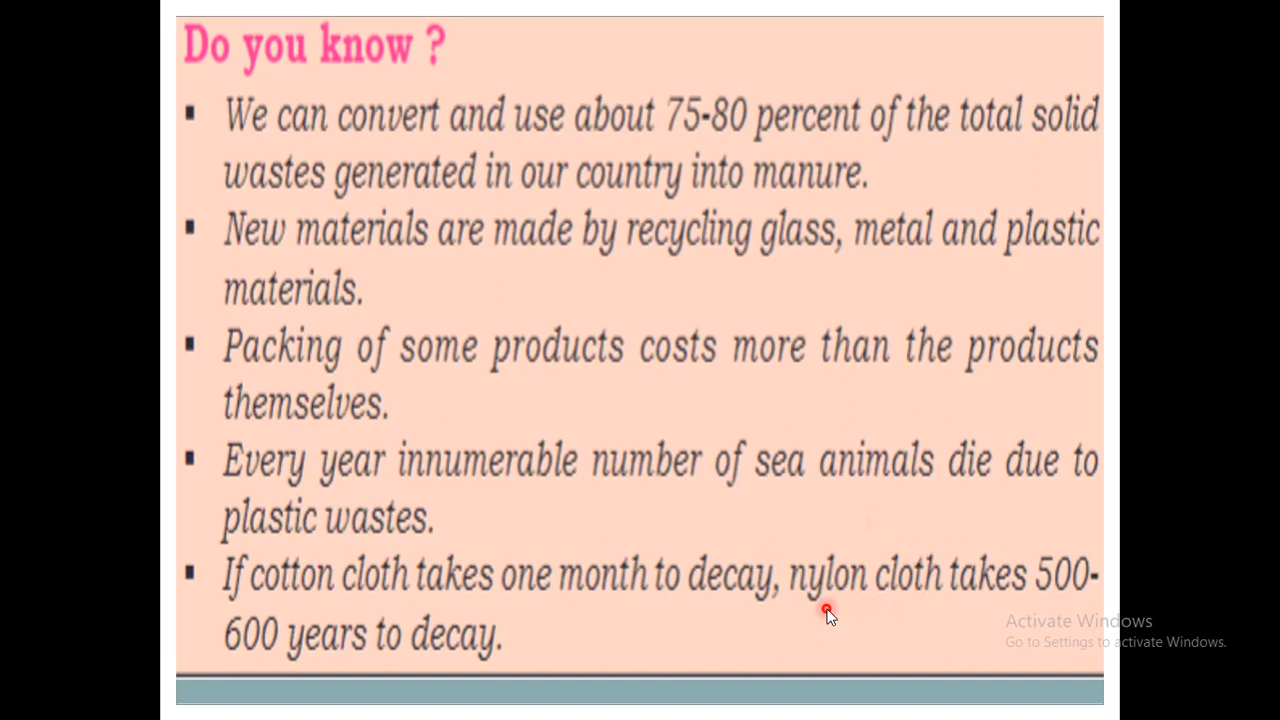 Do you know ?
▪ We can convert and use about 75-80 percent of the total solid
wastes generated in our country into manure.
▪ New materials are made by recycling glass, metal and plastic
materials.
▪ Packing of some products costs more than the products
themselves.
▪ Every year innumerable number of sea animals die due to
plastic wastes.
▪ If cotton cloth takes one month to decay, nylon cloth takes 500-
600 years to decay.
Activate Windows
Go to Settings to activate Windows.